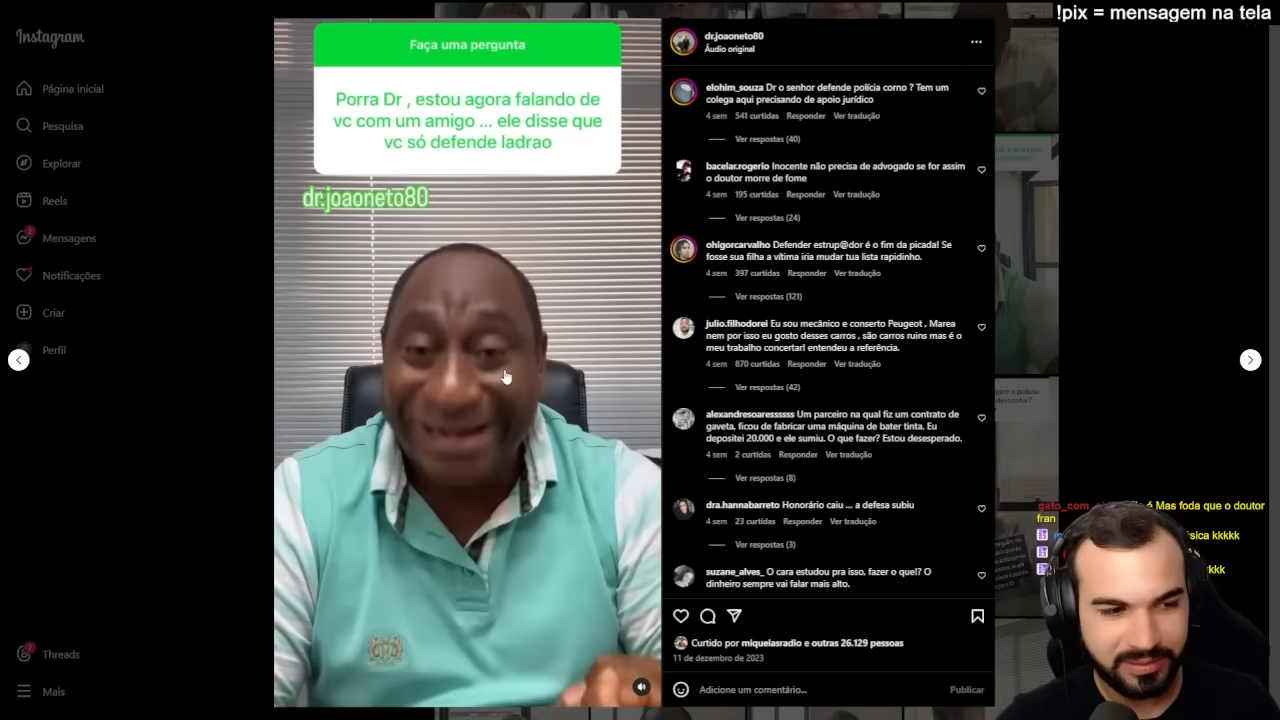 !pix = mensagem na tela
Instagram
Página inicial
Pesquisa
Explorar
Reels
2
Mensagens
Notificações
Criar
Perfil
Threads
Mais
Faça uma pergunta
Porra Dr , estou agora falando de
vc com um amigo ... ele disse que
vc só defende ladrao
dr.joaoneto80
dr.joaoneto80
Áudio original
elohim_souza Dr o senhor defende polícia corno ? Tem um
colega aqui precisando de apoio jurídico
4 sem 541 curtidas Responder Ver tradução
Ver respostas (40)
bacelar.rogerio Inocente não precisa de advogado se for assim
o doutor morre de fome
4 sem 195 curtidas Responder Ver tradução
Ver respostas (24)
ohigorcarvalho Defender estrup@dor é o fim da picada! Se
fosse sua filha a vítima iria mudar tua lista rapidinho.
4 sem 397 curtidas Responder Ver tradução
Ver respostas (121)
julio.filhodorei Eu sou mecânico e conserto Peugeot , Marea
nem por isso eu gosto desses carros , são carros ruins mas é o
meu trabalho concertar! entendeu a referência.
4 sem 870 curtidas Responder Ver tradução
Ver respostas (42)
alexandresoaressssss Um parceiro na qual fiz um contrato de
gaveta, ficou de fabricar uma máquina de bater tinta. Eu
depositei 20.000 e ele sumiu. O que fazer? Estou desesperado.
4 sem 2 curtidas Responder Ver tradução
Ver respostas (8)
dra.hannabarreto Honorário caiu ... a defesa subiu
4 sem 23 curtidas Responder Ver tradução
Ver respostas (3)
suzane_alves_ O cara estudou pra isso, fazer o quel? O
dinheiro sempre vai falar mais alto.
Curtido por miquelasradio e outras 26.129 pessoas
11 de dezembro de 2023
Adicione um comentário...
Publicar
gato_com é Mas foda que o doutor
fran
sica kkkkk
kkk